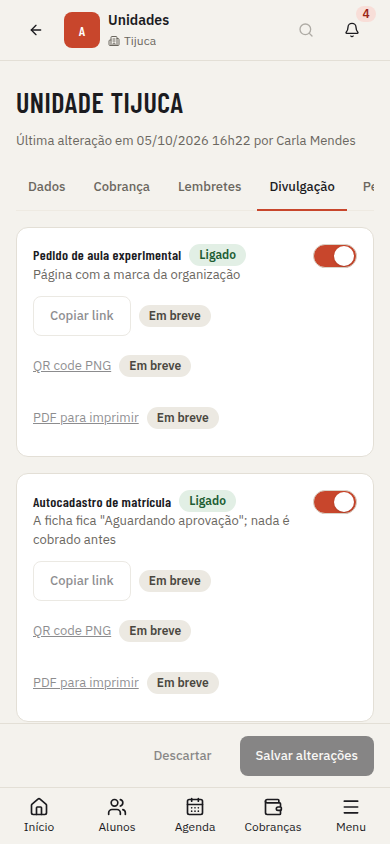 A
Unidades
Tijuca
4
UNIDADE TIJUCA
Última alteração em 05/10/2026 16h22 por Carla Mendes
Dados Cobrança Lembretes Divulgação Pe
Pedido de aula experimental Ligado
Página com a marca da organização
Copiar link Em breve
QR code PNG Em breve
PDF para imprimir Em breve
Autocadastro de matrícula Ligado
A ficha fica "Aguardando aprovação"; nada é
cobrado antes
Copiar link Em breve
QR code PNG Em breve
PDF para imprimir Em breve
Descartar Salvar alterações
Início Alunos Agenda Cobranças Menu